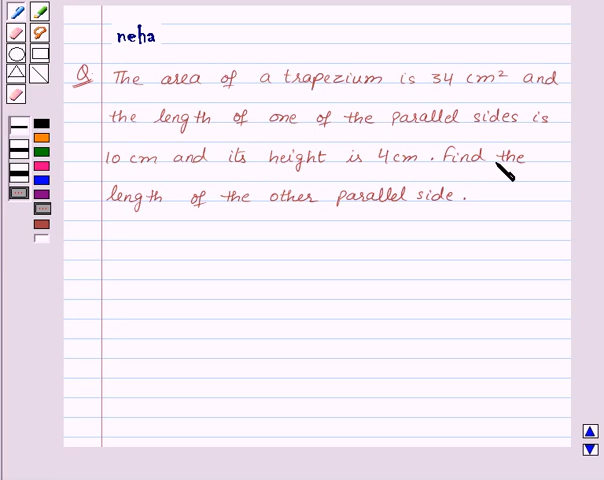 neha
Q. The area of a trapezium is 34 cm² and
the length of one of the parallel sides is
10 cm and its height is 4 cm. Find the
length of the other parallel side.